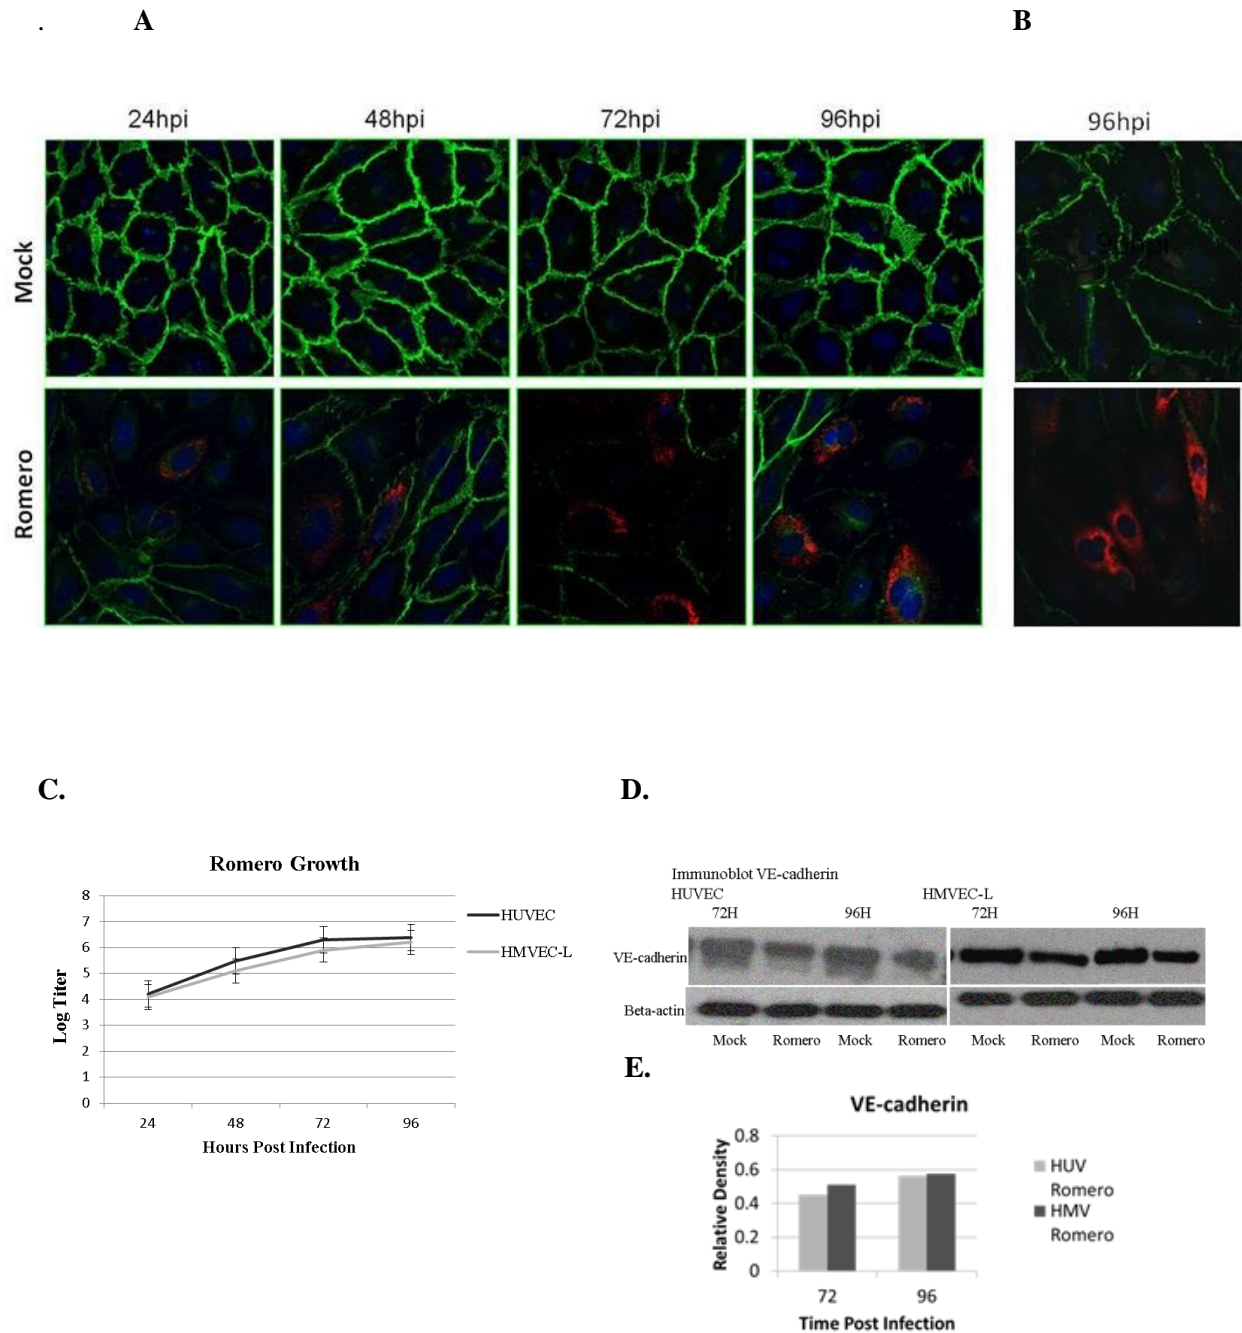 .
A
B
24hpi
48hpi
72hpi
96hpi
96hpi
Mock
Romero
C.
D.
Romero Growth
8
7
6
5
4
3
2
1
0
Log Titer
24
48
72
96
Hours Post Infection
HUVEC
HMVEC-L
Immunoblot VE-cadherin
HUVEC
HMVEC-L
72H
96H
72H
96H
VE-cadherin
Beta-actin
Mock
Romero
Mock
Romero
Mock
Romero
Mock
Romero
E.
VE-cadherin
0.8
0.6
0.4
0.2
0
Relative Density
72
96
Time Post Infection
HUV
Romero
HMV
Romero